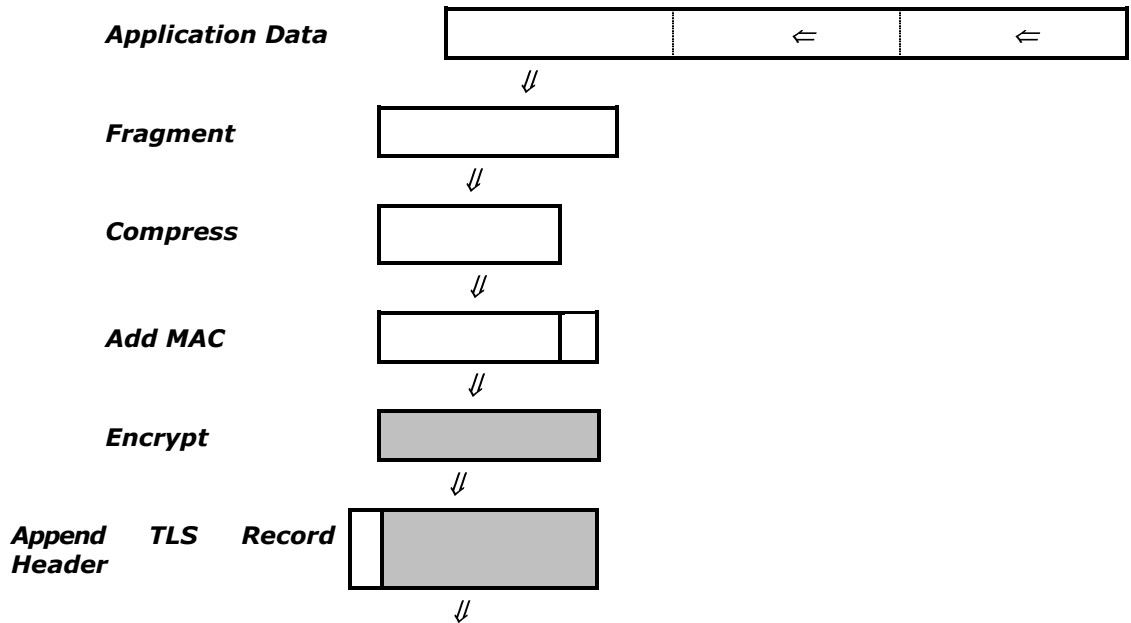 Application Data ⇐ ⇐
⇓
Fragment
⇓
Compress
⇓
Add MAC
⇓
Encrypt
⇓
Append TLS Record
Header
⇓